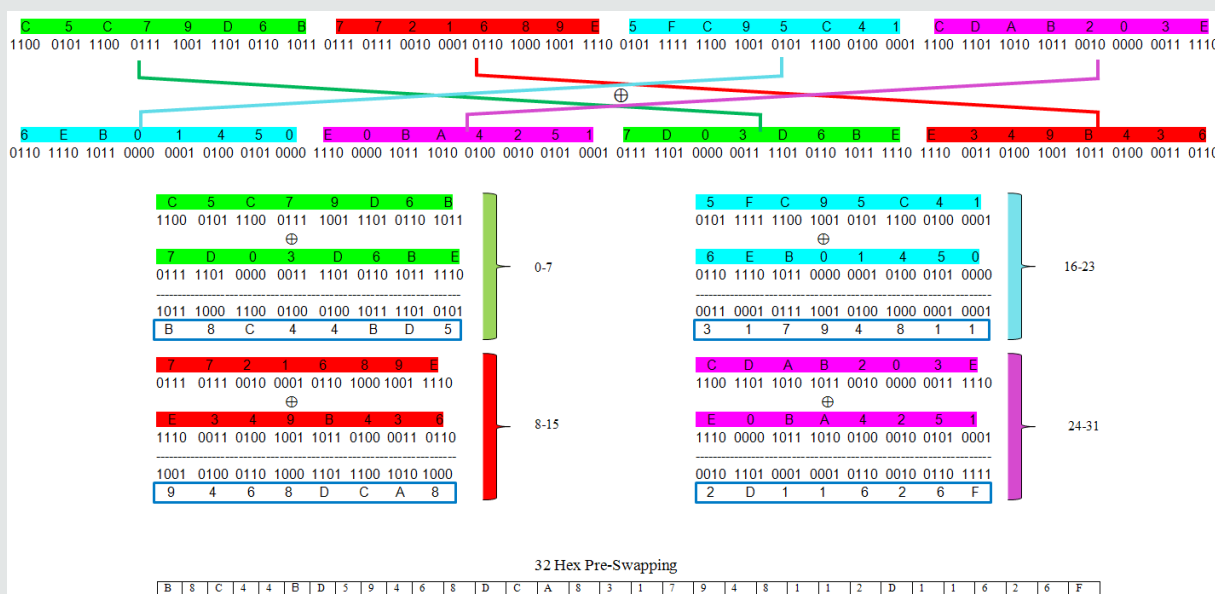 C 5 C 7 9 D 6 B 7 7 2 1 6 8 9 E 5 F C 9 5 C 4 1 C D A B 2 0 3 E
1100 0101 1100 0111 1001 1101 0110 1011 0111 0111 0010 0001 0110 1000 1001 1110 0101 1111 1100 1001 0101 1100 0100 0001 1100 1101 1010 1011 0010 0000 0011 1110
⊕
6 E B 0 1 4 5 0 E 0 B A 4 2 5 1 7 D 0 3 D 6 B E E 3 4 9 B 4 3 6
0110 1110 1011 0000 0001 0100 0101 0000 1110 0000 1011 1010 0100 0010 0101 0001 0111 1101 0000 0011 1101 0110 1011 1110 1110 0011 0100 1001 1011 0100 0011 0110
C 5 C 7 9 D 6 B
1100 0101 1100 0111 1001 1101 0110 1011
⊕
7 D 0 3 D 6 B E
0111 1101 0000 0011 1101 0110 1011 1110
1011 1000 1100 0100 0100 1011 1101 0101
B 8 C 4 4 B D 5
0-7
5 F C 9 5 C 4 1
0101 1111 1100 1001 0101 1100 0100 0001
⊕
6 E B 0 1 4 5 0
0110 1110 1011 0000 0001 0100 0101 0000
0011 0001 0111 1001 0100 1000 0001 0001
3 1 7 9 4 8 1 1
16-23
7 7 2 1 6 8 9 E
0111 0111 0010 0001 0110 1000 1001 1110
⊕
E 3 4 9 B 4 3 6
1110 0011 0100 1001 1011 0100 0011 0110
1001 0100 0110 1000 1101 1100 1010 1000
9 4 6 8 D C A 8
8-15
C D A B 2 0 3 E
1100 1101 1010 1011 0010 0000 0011 1110
⊕
E 0 B A 4 2 5 1
1110 0000 1011 1010 0100 0010 0101 0001
0010 1101 0001 0001 0110 0010 0110 1111
2 D 1 1 6 2 6 F
24-31
32 Hex Pre-Swapping
B 8 C 4 4 B D 5 9 4 6 8 D C A 8 3 1 7 9 4 8 1 1 2 D 1 1 6 2 6 F